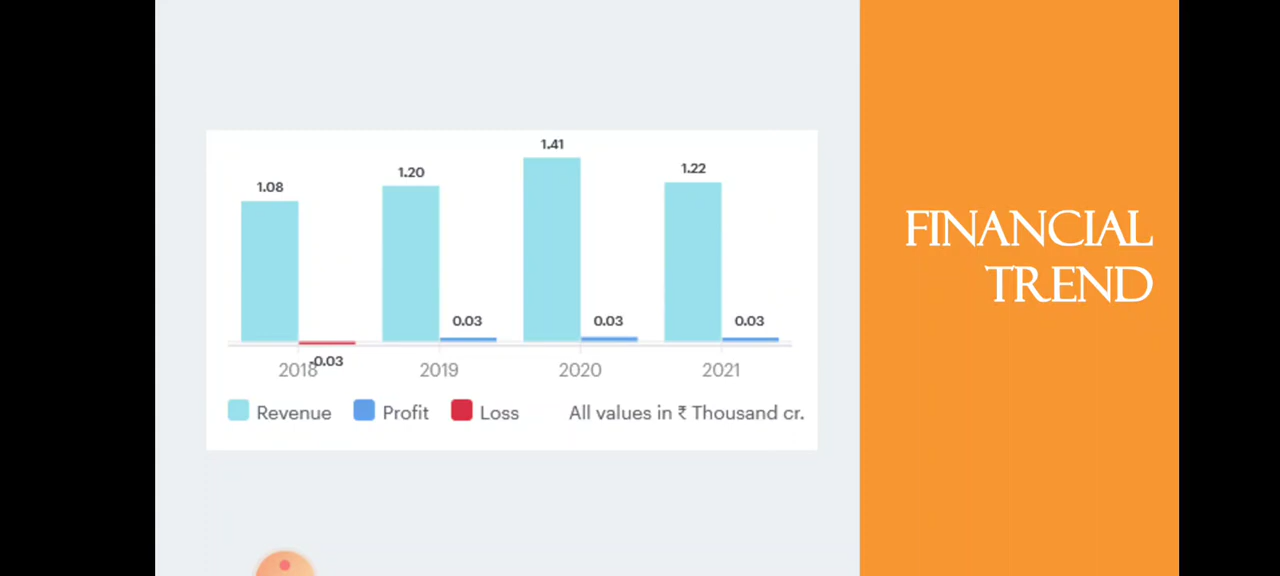 1.08
1.20
1.41
1.22
-0.03
0.03
0.03
0.03
2018
2019
2020
2021
Revenue
Profit
Loss
All values in ₹ Thousand cr.
FINANCIAL
TREND